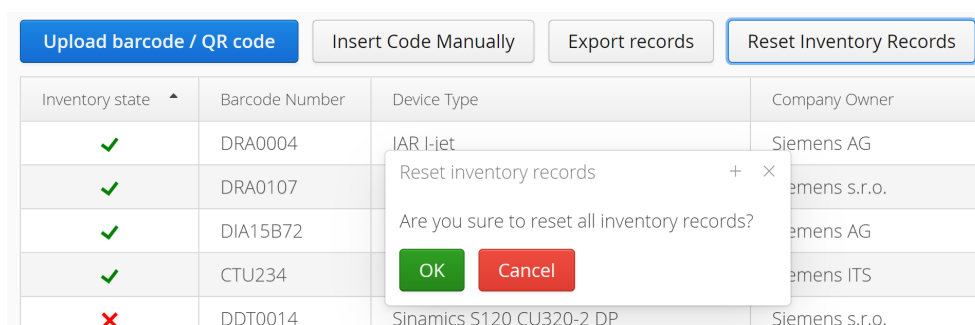 Upload barcode / QR code Insert Code Manually Export records Reset Inventory Records
Inventory state Barcode Number Device Type Company Owner
DRA0004 IAR I-jet Siemens AG
Reset inventory records
DRA0107 emens s.r.o.
Are you sure to reset all inventory records?
DIA15B72 emens AG
OK Cancel
CTU234 emens ITS
DDT0014 Sinamics S120 CU320-2 DP Siemens s.r.o.